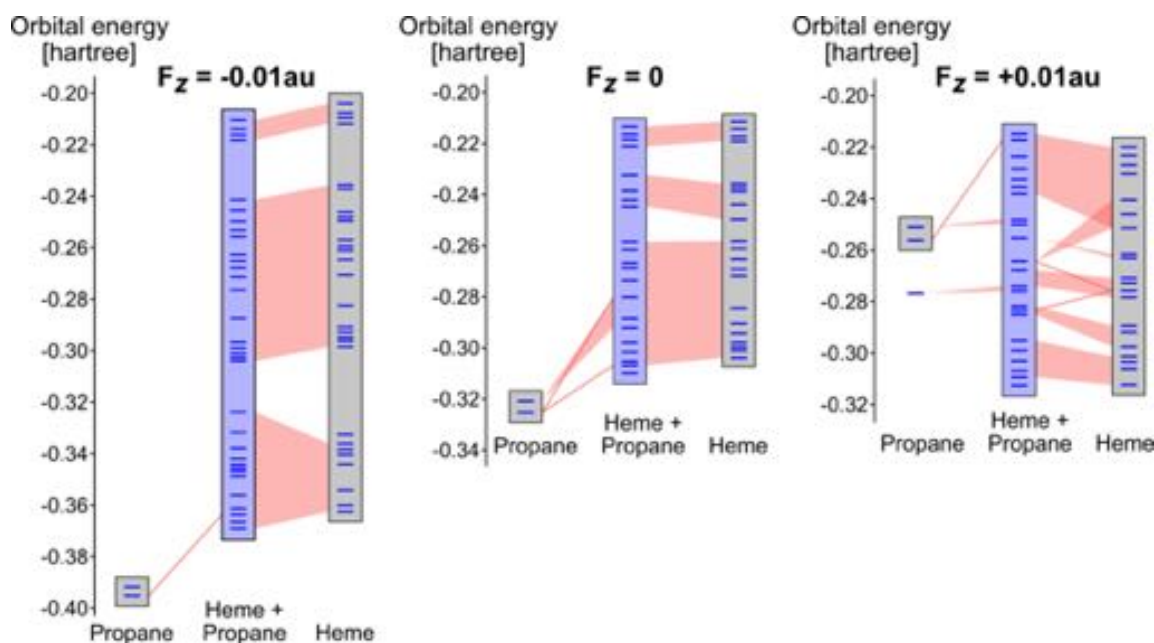 Orbital energy
[hartree]
F_z = -0.01au
-0.20
-0.22
-0.24
-0.26
-0.28
-0.30
-0.32
-0.34
-0.36
-0.38
-0.40
Propane
Heme +
Propane
Heme
Orbital energy
[hartree]
F_z = 0
-0.20
-0.22
-0.24
-0.26
-0.28
-0.30
-0.32
-0.34
Propane
Heme +
Propane
Heme
Orbital energy
[hartree]
F_z = +0.01au
-0.20
-0.22
-0.24
-0.26
-0.28
-0.30
-0.32
Propane
Heme +
Propane
Heme